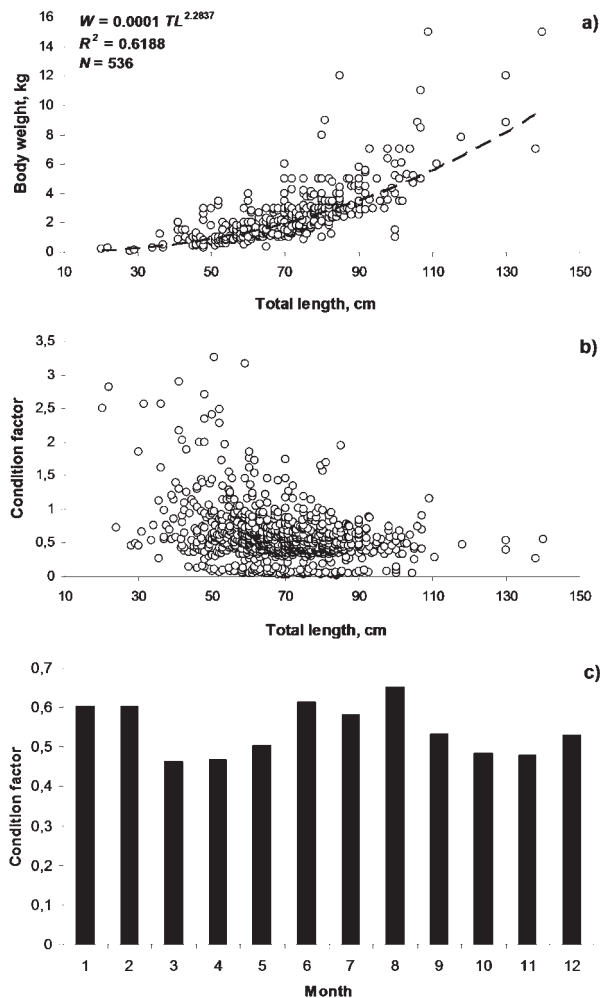 W = 0.0001 TL^2.2837
R² = 0.6188
N = 536
a)
16
14
12
10
8
6
4
2
0
Body weight, kg
10 30 50 70 90 110 130 150
Total length, cm
b)
3,5
3
2,5
2
1,5
1
0,5
0
Condition factor
10 30 50 70 90 110 130 150
Total length, cm
c)
0,7
0,6
0,5
0,4
0,3
0,2
0,1
0
Condition factor
1 2 3 4 5 6 7 8 9 10 11 12
Month